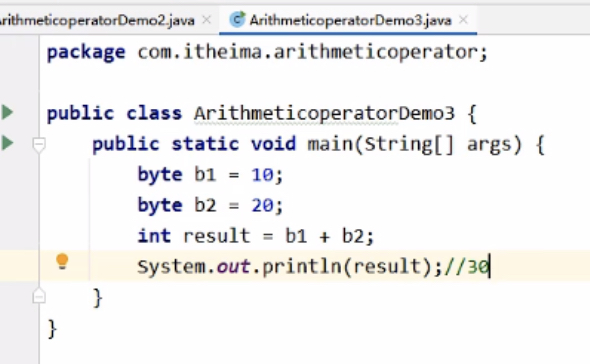 rithmeticoperatorDemo2.java × ArithmeticoperatorDemo3.java ×
package com.itheima.arithmeticoperator;
public class ArithmeticoperatorDemo3 {
public static void main(String[] args) {
byte b1 = 10;
byte b2 = 20;
int result = b1 + b2;
System.out.println(result);//30
}
}